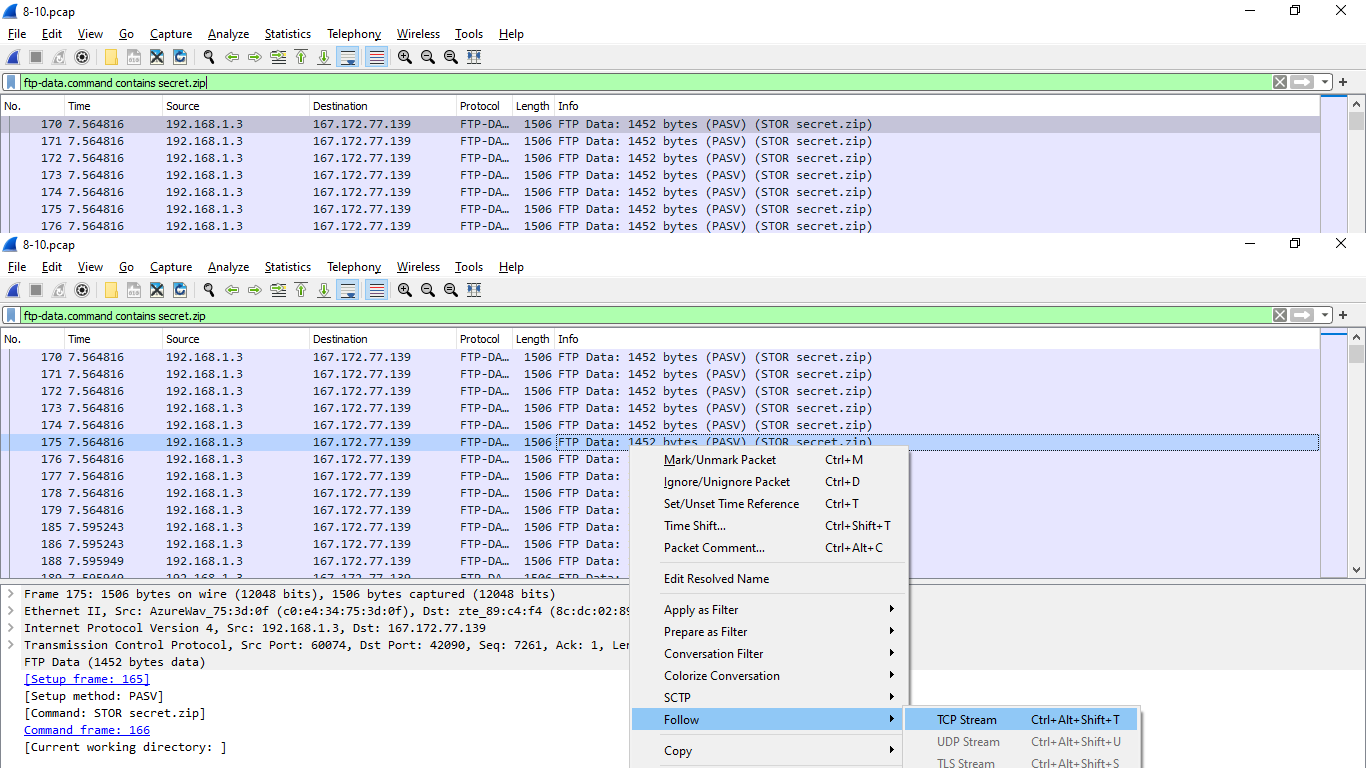 8-10.pcap
File Edit View Go Capture Analyze Statistics Telephony Wireless Tools Help
ftp-data.command contains secret.zip
No. Time Source Destination Protocol Length Info
170 7.564816 192.168.1.3 167.172.77.139 FTP-DA… 1506 FTP Data: 1452 bytes (PASV) (STOR secret.zip)
171 7.564816 192.168.1.3 167.172.77.139 FTP-DA… 1506 FTP Data: 1452 bytes (PASV) (STOR secret.zip)
172 7.564816 192.168.1.3 167.172.77.139 FTP-DA… 1506 FTP Data: 1452 bytes (PASV) (STOR secret.zip)
173 7.564816 192.168.1.3 167.172.77.139 FTP-DA… 1506 FTP Data: 1452 bytes (PASV) (STOR secret.zip)
174 7.564816 192.168.1.3 167.172.77.139 FTP-DA… 1506 FTP Data: 1452 bytes (PASV) (STOR secret.zip)
175 7.564816 192.168.1.3 167.172.77.139 FTP-DA… 1506 FTP Data: 1452 bytes (PASV) (STOR secret.zip)
176 7.564816 192.168.1.3 167.172.77.139 FTP-DA… 1506 FTP Data: 1452 bytes (PASV) (STOR secret.zip)
8-10.pcap
File Edit View Go Capture Analyze Statistics Telephony Wireless Tools Help
ftp-data.command contains secret.zip
No. Time Source Destination Protocol Length Info
170 7.564816 192.168.1.3 167.172.77.139 FTP-DA… 1506 FTP Data: 1452 bytes (PASV) (STOR secret.zip)
171 7.564816 192.168.1.3 167.172.77.139 FTP-DA… 1506 FTP Data: 1452 bytes (PASV) (STOR secret.zip)
172 7.564816 192.168.1.3 167.172.77.139 FTP-DA… 1506 FTP Data: 1452 bytes (PASV) (STOR secret.zip)
173 7.564816 192.168.1.3 167.172.77.139 FTP-DA… 1506 FTP Data: 1452 bytes (PASV) (STOR secret.zip)
174 7.564816 192.168.1.3 167.172.77.139 FTP-DA… 1506 FTP Data: 1452 bytes (PASV) (STOR secret.zip)
175 7.564816 192.168.1.3 167.172.77.139 FTP-DA… 1506 FTP Data: 1452 bytes (PASV) (STOR secret.zip)
176 7.564816 192.168.1.3 167.172.77.139 FTP-DA… 1506 FTP Data:
177 7.564816 192.168.1.3 167.172.77.139 FTP-DA… 1506 FTP Data:
178 7.564816 192.168.1.3 167.172.77.139 FTP-DA… 1506 FTP Data:
179 7.564816 192.168.1.3 167.172.77.139 FTP-DA… 1506 FTP Data:
185 7.595243 192.168.1.3 167.172.77.139 FTP-DA… 1506 FTP Data:
186 7.595243 192.168.1.3 167.172.77.139 FTP-DA… 1506 FTP Data:
188 7.595949 192.168.1.3 167.172.77.139 FTP-DA… 1506 FTP Data:
189 7.595949 192.168.1.3 167.172.77.139 FTP-DA… 1506 FTP Data:
Mark/Unmark Packet Ctrl+M
Ignore/Unignore Packet Ctrl+D
Set/Unset Time Reference Ctrl+T
Time Shift... Ctrl+Shift+T
Packet Comment... Ctrl+Alt+C
Edit Resolved Name
Apply as Filter
Prepare as Filter
Conversation Filter
Colorize Conversation
SCTP
Follow
Copy
TCP Stream Ctrl+Alt+Shift+T
UDP Stream Ctrl+Alt+Shift+U
TLS Stream Ctrl+Alt+Shift+S
Frame 175: 1506 bytes on wire (12048 bits), 1506 bytes captured (12048 bits)
Ethernet II, Src: AzureWav_75:3d:0f (c0:e4:34:75:3d:0f), Dst: zte_89:c4:f4 (8c:dc:02:89
Internet Protocol Version 4, Src: 192.168.1.3, Dst: 167.172.77.139
Transmission Control Protocol, Src Port: 60074, Dst Port: 42090, Seq: 7261, Ack: 1, Len
FTP Data (1452 bytes data)
[Setup frame: 165]
[Setup method: PASV]
[Command: STOR secret.zip]
Command frame: 166
[Current working directory: ]